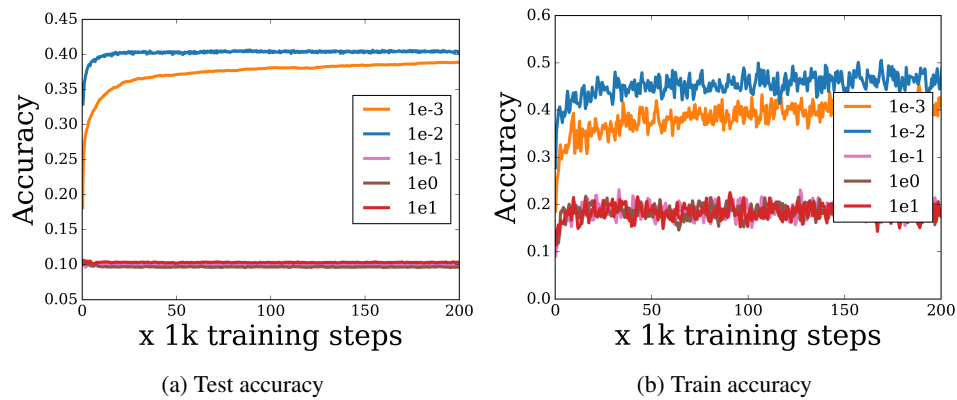 0.45
0.40
0.35
0.30
0.25
0.20
0.15
0.10
0.05
Accuracy
1e-3
1e-2
1e-1
1e0
1e1
0 50 100 150 200
x 1k training steps
(a) Test accuracy
0.6
0.5
0.4
0.3
0.2
0.1
0.0
Accuracy
1e-3
1e-2
1e-1
1e0
1e1
0 50 100 150 200
x 1k training steps
(b) Train accuracy